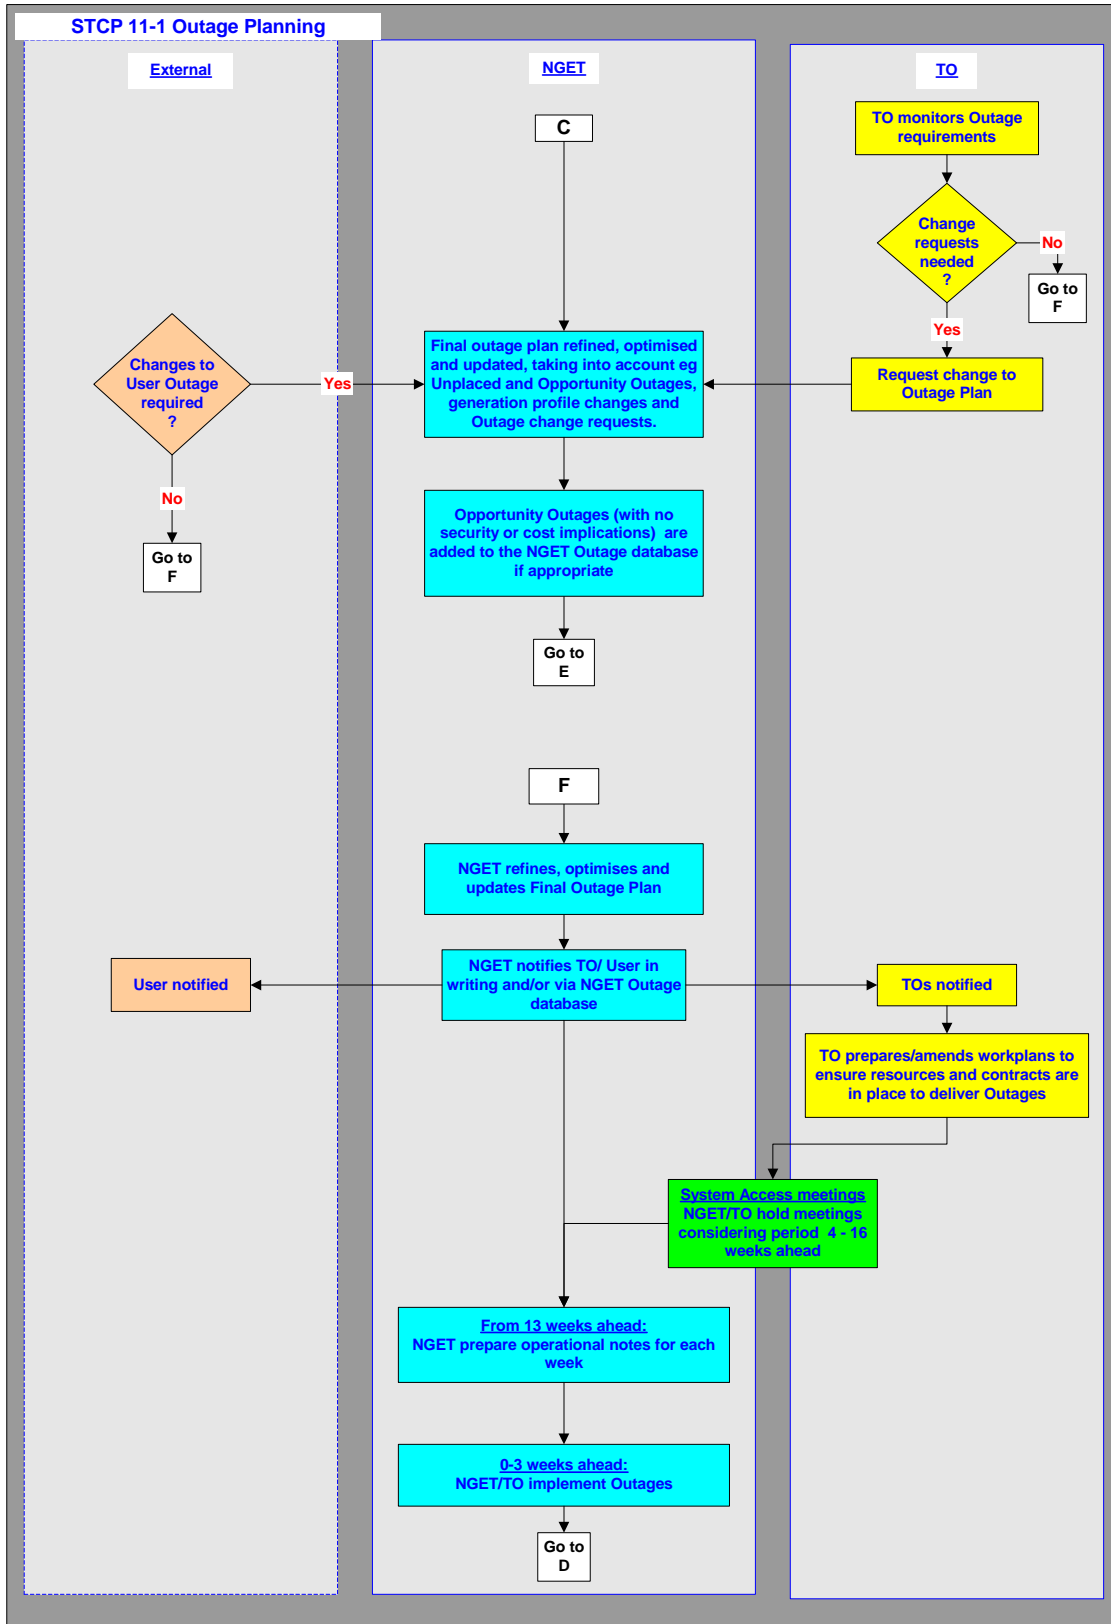 STCP 11-1 Outage Planning
External
NGET
TO
C
TO monitors Outage
requirements
Change
requests
needed
?
No
Go to
F
Yes
Changes to
User Outage
required
?
Yes
Final outage plan refined, optimised
and updated, taking into account eg
Unplaced and Opportunity Outages,
generation profile changes and
Outage change requests.
Request change to
Outage Plan
No
Go to
F
Opportunity Outages (with no
security or cost implications) are
added to the NGET Outage database
if appropriate
Go to
E
F
NGET refines, optimises and
updates Final Outage Plan
User notified
NGET notifies TO/ User in
writing and/or via NGET Outage
database
TOs notified
TO prepares/amends workplans to
ensure resources and contracts are
in place to deliver Outages
System Access meetings
NGET/TO hold meetings
considering period 4 - 16
weeks ahead
From 13 weeks ahead:
NGET prepare operational notes for each
week
0-3 weeks ahead:
NGET/TO implement Outages
Go to
D